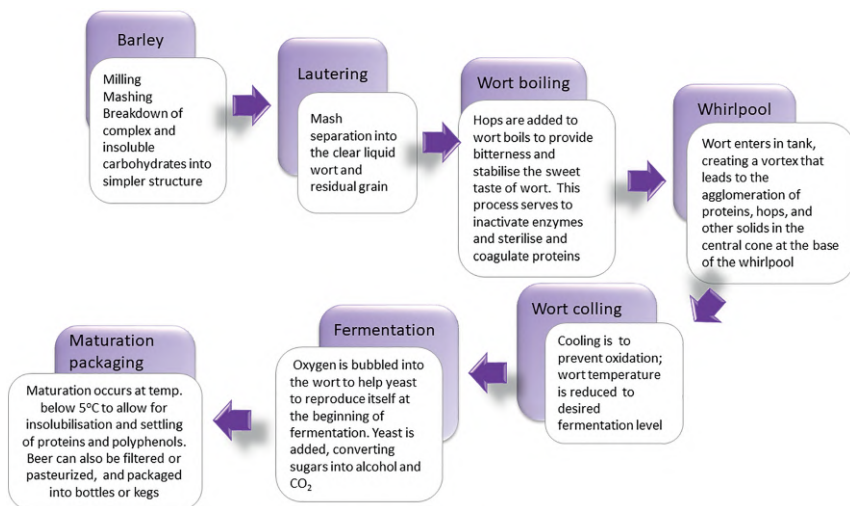 Barley
Milling
Mashing
Breakdown of
complex and
insoluble
carbohydrates into
simpler structure
Lautering
Mash
separation into
the clear liquid
wort and
residual grain
Wort boiling
Hops are added to
wort boils to provide
bitterness and
stabilise the sweet
taste of wort. This
process serves to
inactivate enzymes
and sterilise and
coagulate proteins
Whirlpool
Wort enters in tank,
creating a vortex that
leads to the
agglomeration of
proteins, hops, and
other solids in the
central cone at the base
of the whirlpool
Wort colling
Cooling is to
prevent oxidation;
wort temperature
is reduced to
desired
fermentation level
Fermentation
Oxygen is bubbled into
the wort to help yeast
to reproduce itself at
the beginning of
fermentation. Yeast is
added, converting
sugars into alcohol and
CO₂
Maturation
packaging
Maturation occurs at temp.
below 5°C to allow for
insolubilisation and settling
of proteins and polyphenols.
Beer can also be filtered or
pasteurized, and packaged
into bottles or kegs